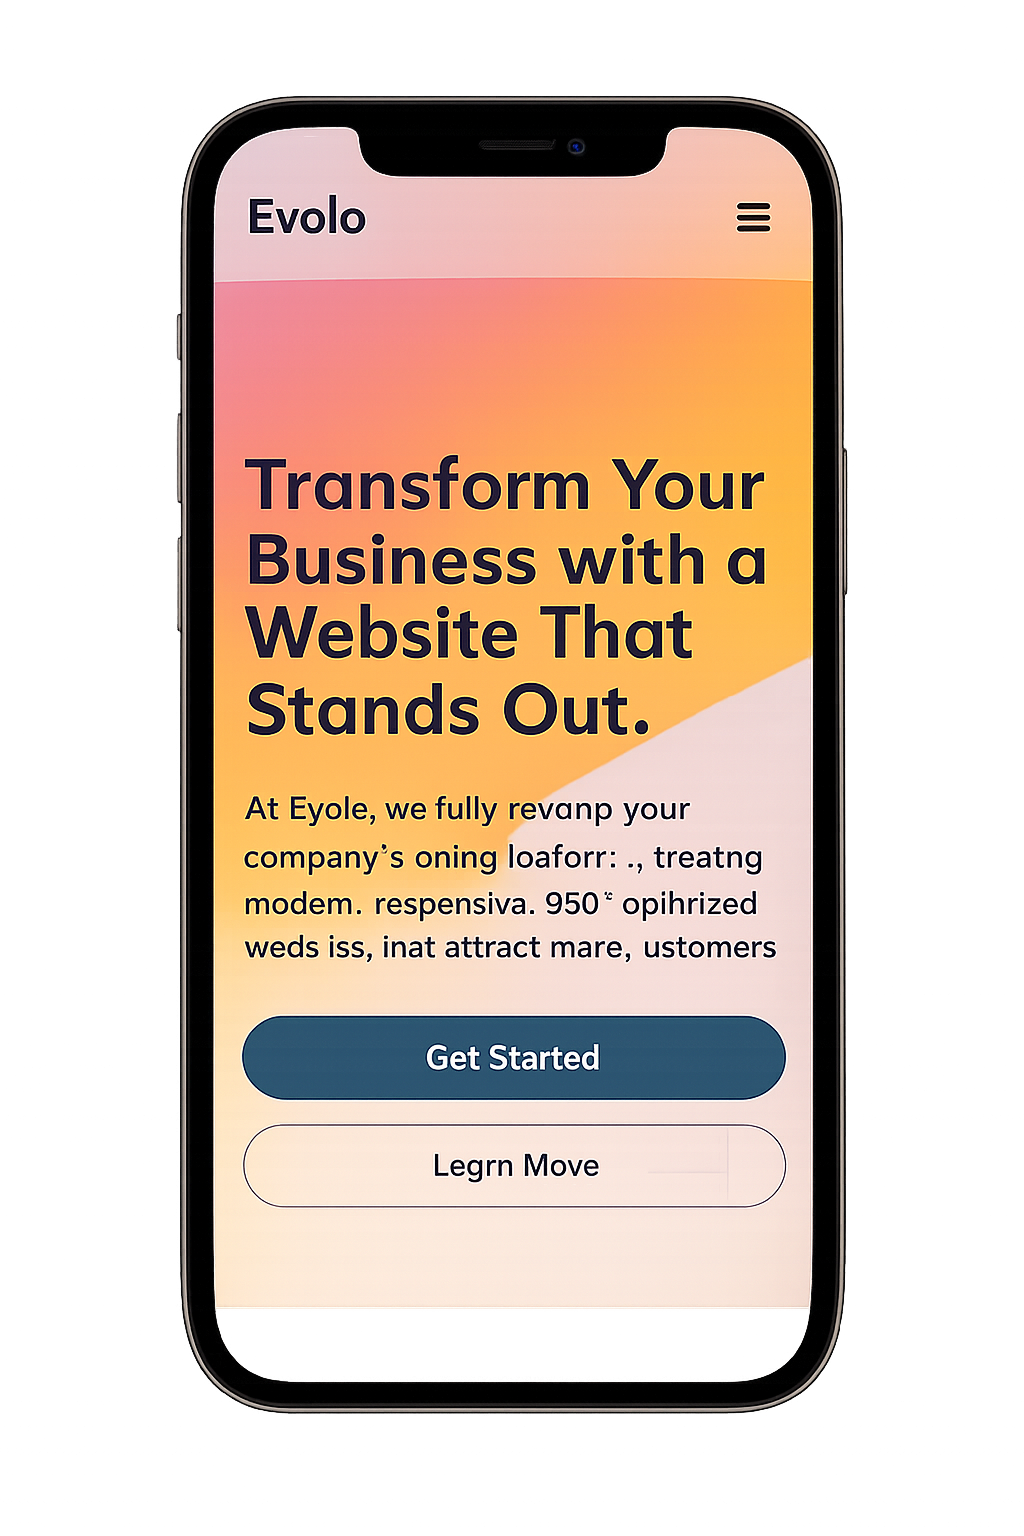 Evolo
Transform Your
Business with a
Website That
Stands Out.
At Eyole, we fully revanp your
company's oning loaforr: ., treatng
modem. respensiva. 950 opihrized
weds iss, inat attract mare, ustomers
Get Started
Legrn Move